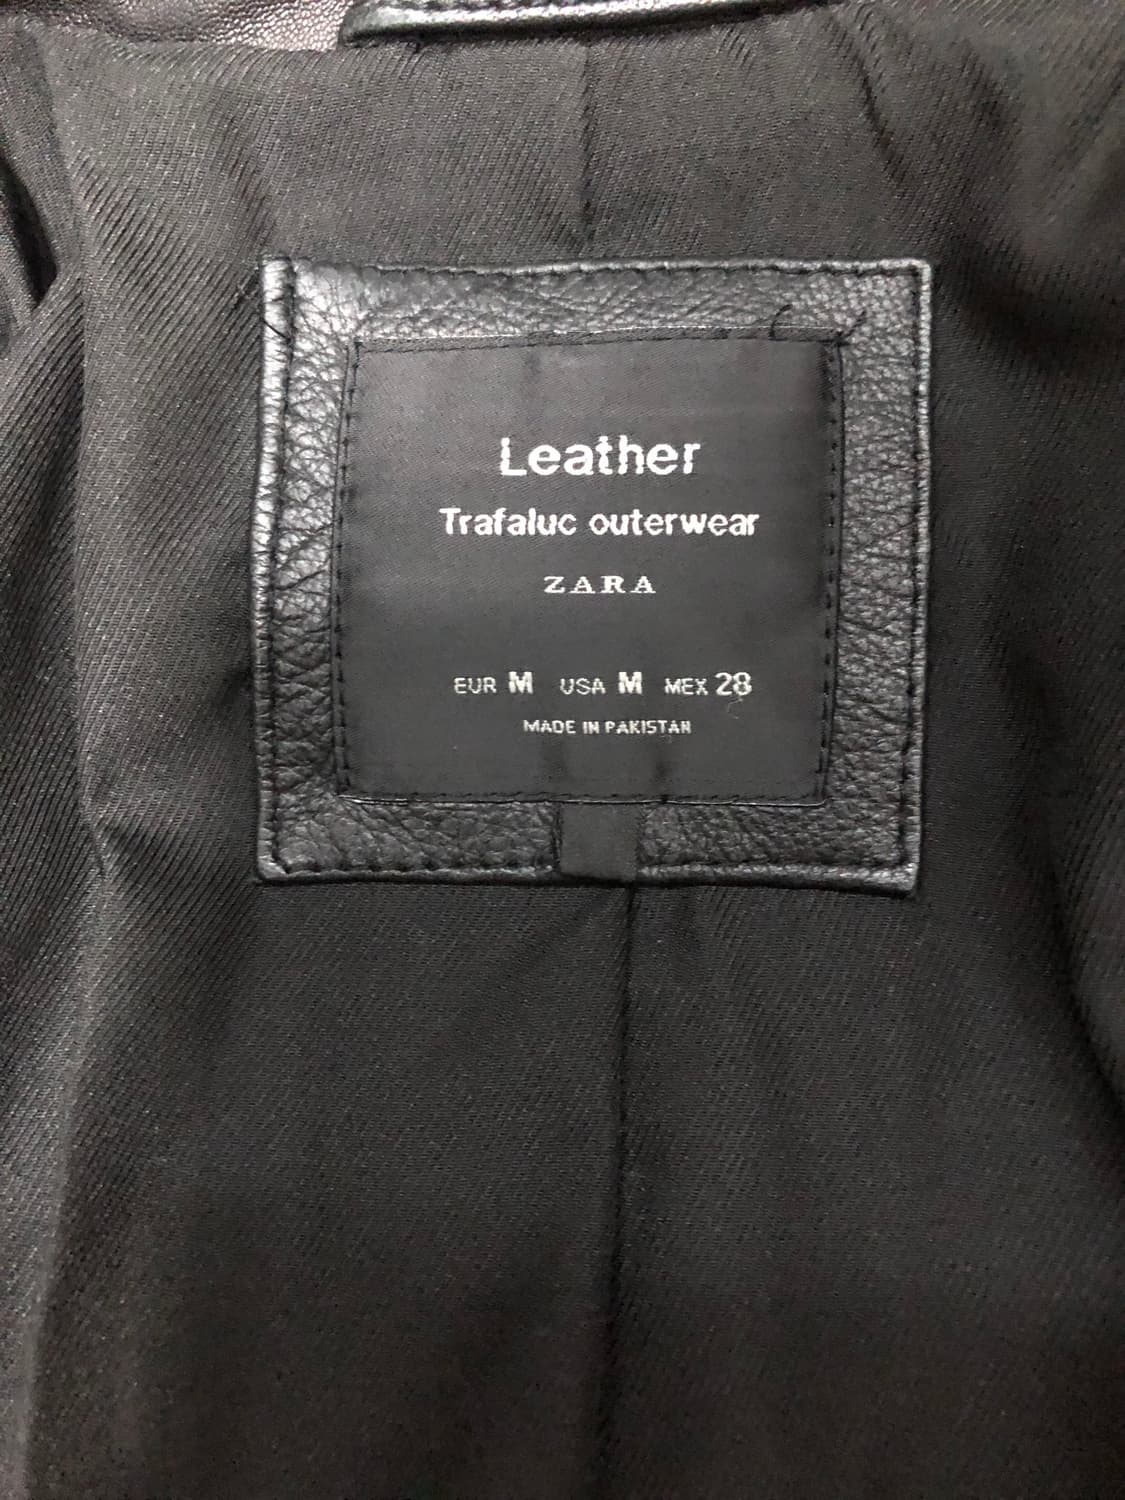 Leather
Trafaluc outerwear
ZARA
EUR M USA M MEX 28
MADE IN PAKISTAN